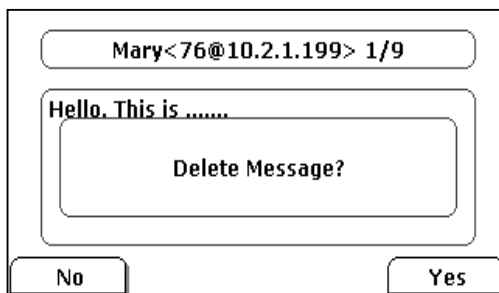 Mary<76@10.2.1.199> 1/9
Hello. This is .......
Delete Message?
No
Yes